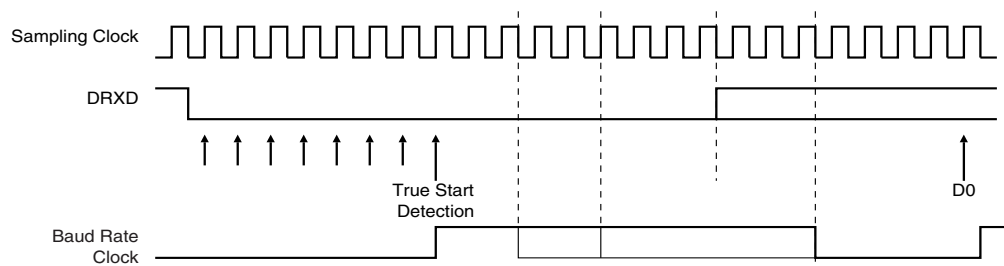 Sampling Clock
DRXD
True Start
Detection
D0
Baud Rate
Clock